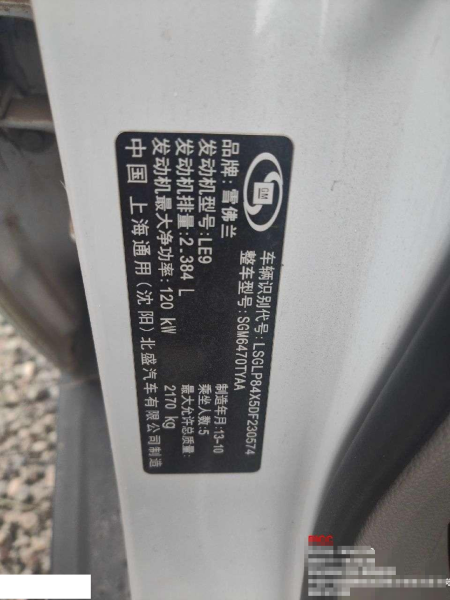 GM
车辆识别代号:LSGLP84X5DF230574
整车型号:SGM6470TYAA
品牌:雪佛兰
发动机型号:LE9
发动机排量:2.384 L
发动机最大净功率:120 kW
制造年月:13-10
乘坐人数:5
最大允许总质量:
2170 kg
中国 上海通用(沈阳)北盛汽车有限公司制造
PICC